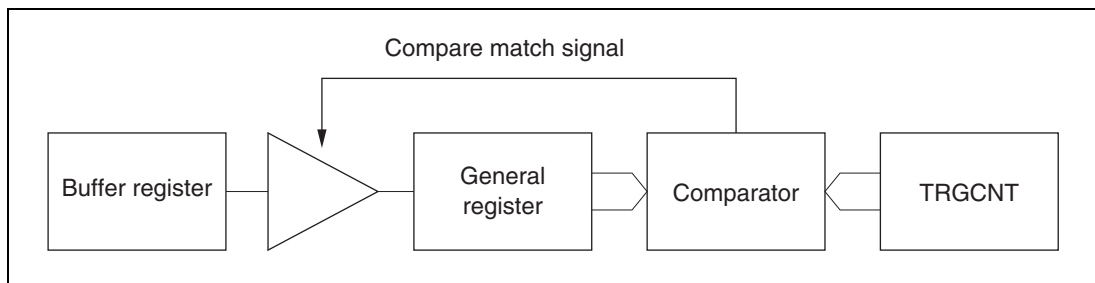 Compare match signal
Buffer register
General
register
Comparator
TRGCNT